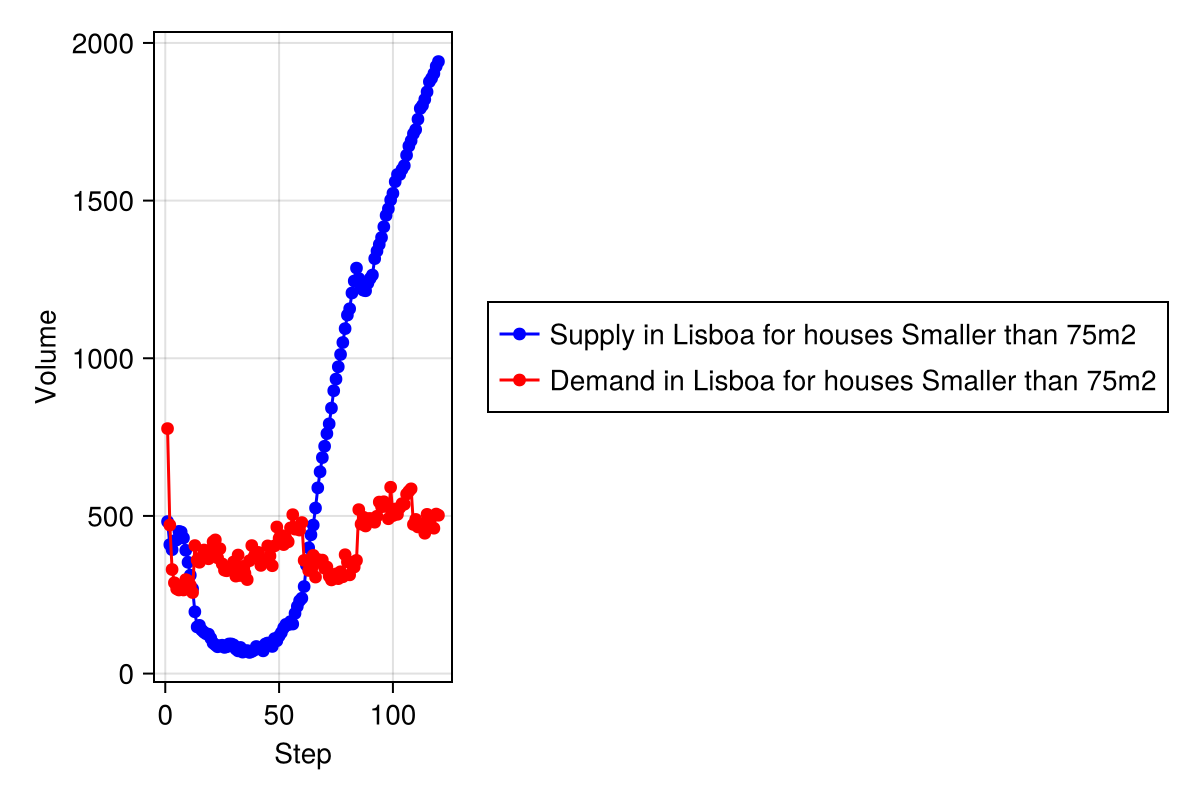 2000
1500
1000
500
0
Volume
0 50 100
Step
Supply in Lisboa for houses Smaller than 75m2
Demand in Lisboa for houses Smaller than 75m2